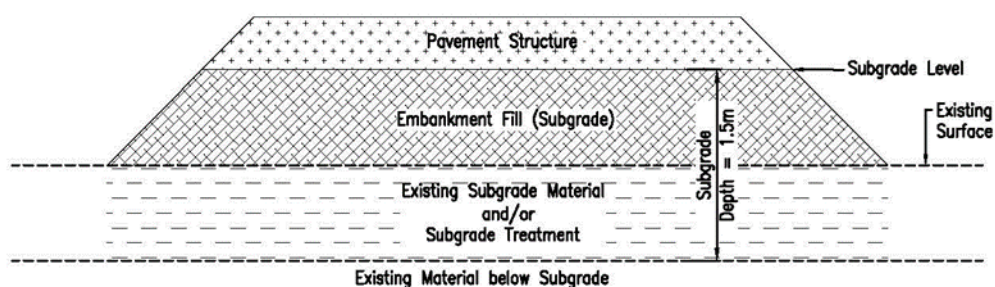 Pavement Structure
Subgrade Level
Embankment Fill (Subgrade)
Existing
Surface
Subgrade
Depth = 1.5m
Existing Subgrade Material
and/or
Subgrade Treatment
Existing Material below Subgrade